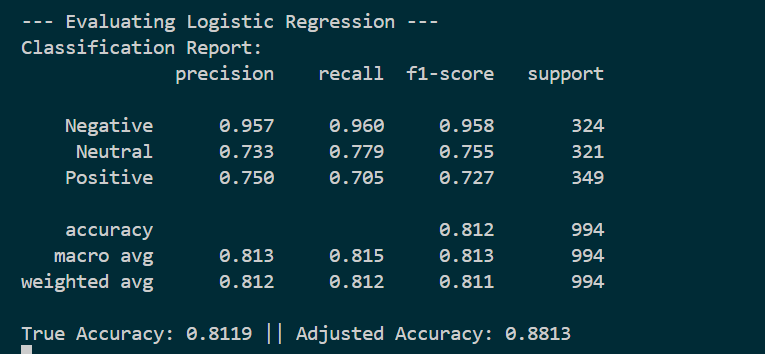 --- Evaluating Logistic Regression ---
Classification Report:
precision recall f1-score support
Negative 0.957 0.960 0.958 324
Neutral 0.733 0.779 0.755 321
Positive 0.750 0.705 0.727 349
accuracy 0.812 994
macro avg 0.813 0.815 0.813 994
weighted avg 0.812 0.812 0.811 994
True Accuracy: 0.8119 || Adjusted Accuracy: 0.8813